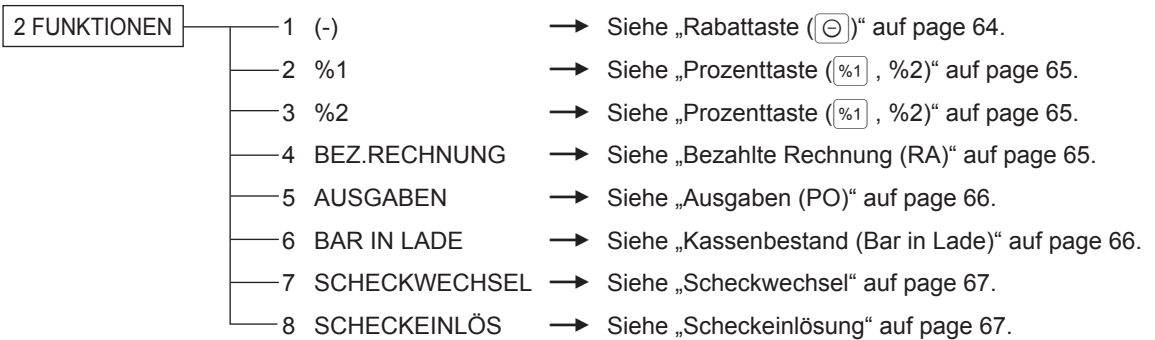 2 FUNKTIONEN 1 (-) → Siehe „Rabattaste (⊖)“ auf page 64.
2 %1 → Siehe „Prozenttaste (%1 , %2)“ auf page 65.
3 %2 → Siehe „Prozenttaste (%1 , %2)“ auf page 65.
4 BEZ.RECHNUNG → Siehe „Bezahlte Rechnung (RA)“ auf page 65.
5 AUSGABEN → Siehe „Ausgaben (PO)“ auf page 66.
6 BAR IN LADE → Siehe „Kassenbestand (Bar in Lade)“ auf page 66.
7 SCHECKWECHSEL → Siehe „Scheckwechsel“ auf page 67.
8 SCHECKEINLÖS → Siehe „Scheckeinlösung“ auf page 67.